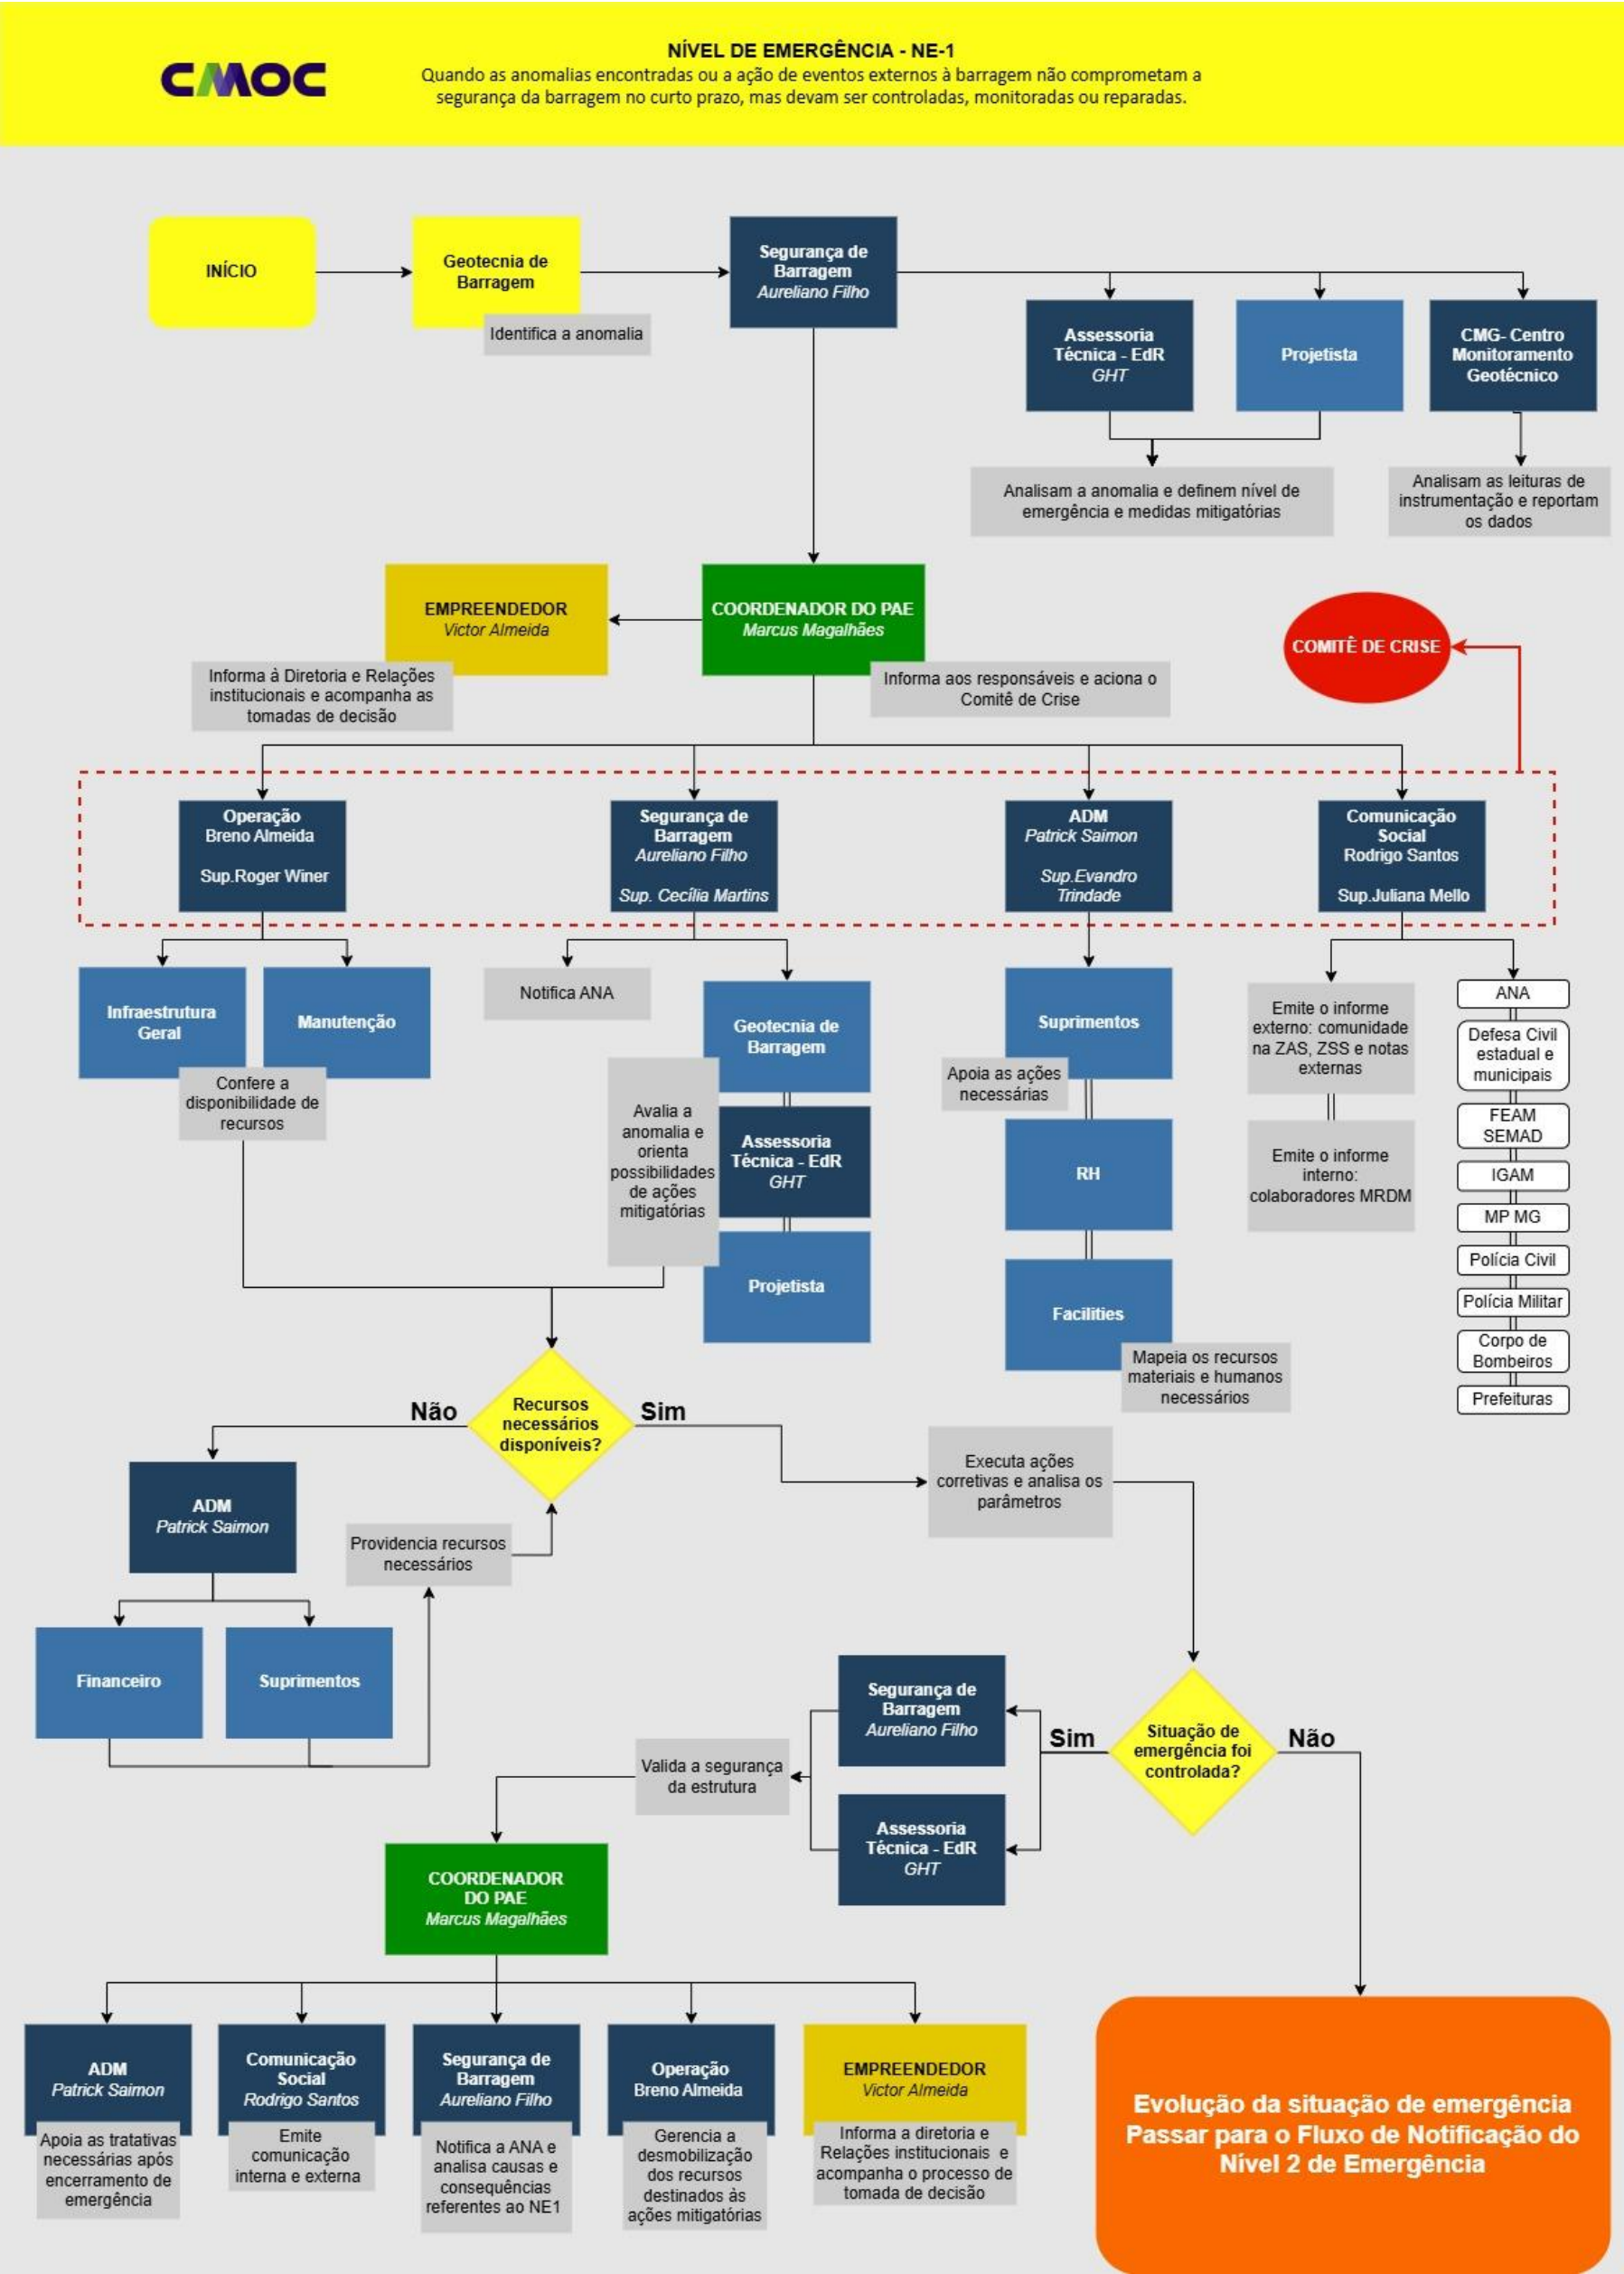 CMOC
NÍVEL DE EMERGÊNCIA - NE-1
Quando as anomalias encontradas ou a ação de eventos externos à barragem não comprometam a
segurança da barragem no curto prazo, mas devam ser controladas, monitoradas ou reparadas.
INÍCIO
Geotecnia de
Barragem
Identifica a anomalia
Segurança de
Barragem
Aureliano Filho
Assessoria
Técnica - EdR
GHT
Projetista
CMG- Centro
Monitoramento
Geotécnico
Analisam a anomalia e definem nível de
emergência e medidas mitigatórias
Analisam as leituras de
instrumentação e reportam
os dados
EMPREENDEDOR
Victor Almeida
Informa à Diretoria e Relações
institucionais e acompanha as
tomadas de decisão
COORDENADOR DO PAE
Marcus Magalhães
Informa aos responsáveis e aciona o
Comitê de Crise
COMITÊ DE CRISE
Operação
Breno Almeida
Sup.Roger Winer
Segurança de
Barragem
Aureliano Filho
Sup. Cecília Martins
ADM
Patrick Saimon
Sup.Evandro
Trindade
Comunicação
Social
Rodrigo Santos
Sup.Juliana Mello
Infraestrutura
Geral
Manutenção
Confere a
disponibilidade de
recursos
Notifica ANA
Geotecnia de
Barragem
Avalia a
anomalia e
orienta
possibilidades
de ações
mitigatórias
Assessoria
Técnica - EdR
GHT
Projetista
Suprimentos
Apoia as ações
necessárias
RH
Facilities
Mapeia os recursos
materiais e humanos
necessários
Emite o informe
externo: comunidade
na ZAS, ZSS e notas
externas
Emite o informe
interno:
colaboradores MRDM
ANA
Defesa Civil
estadual e
municipais
FEAM
SEMAD
IGAM
MP MG
Polícia Civil
Polícia Militar
Corpo de
Bombeiros
Prefeituras
Não
Recursos
necessários
disponíveis?
Sim
ADM
Patrick Saimon
Providencia recursos
necessários
Financeiro
Suprimentos
Executa ações
corretivas e analisa os
parâmetros
Segurança de
Barragem
Aureliano Filho
Sim
Situação de
emergência foi
controlada?
Não
Valida a segurança
da estrutura
Assessoria
Técnica - EdR
GHT
COORDENADOR
DO PAE
Marcus Magalhães
ADM
Patrick Saimon
Apoia as tratativas
necessárias após
encerramento de
emergência
Comunicação
Social
Rodrigo Santos
Emite
comunicação
interna e externa
Segurança de
Barragem
Aureliano Filho
Notifica a ANA e
analisa causas e
consequências
referentes ao NE1
Operação
Breno Almeida
Gerencia a
desmobilização
dos recursos
destinados às
ações mitigatórias
EMPREENDEDOR
Victor Almeida
Informa a diretoria e
Relações institucionais e
acompanha o processo de
tomada de decisão
Evolução da situação de emergência
Passar para o Fluxo de Notificação do
Nível 2 de Emergência